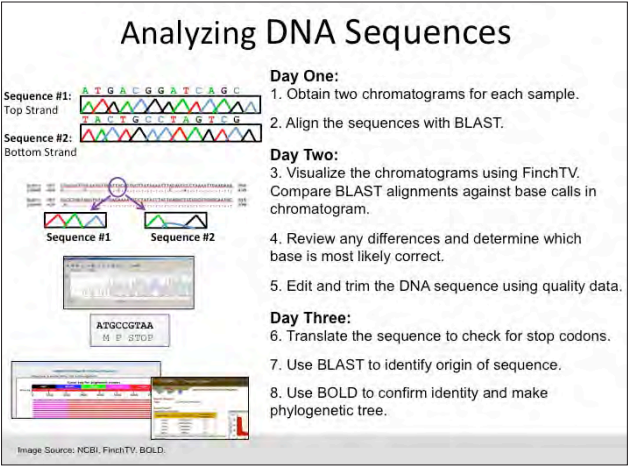 Analyzing DNA Sequences
Sequence #1:
Top Strand
A T G A C G G A T C A G C
Sequence #2:
Bottom Strand
T A C T G C C T A G T C G
Sequence #1
Sequence #2
ATGCCGTAA
M P STOP
Day One:
1. Obtain two chromatograms for each sample.
2. Align the sequences with BLAST.
Day Two:
3. Visualize the chromatograms using FinchTV.
Compare BLAST alignments against base calls in
chromatogram.
4. Review any differences and determine which
base is most likely correct.
5. Edit and trim the DNA sequence using quality data.
Day Three:
6. Translate the sequence to check for stop codons.
7. Use BLAST to identify origin of sequence.
8. Use BOLD to confirm identity and make
phylogenetic tree.
Image Source: NCBI, FinchTV, BOLD.